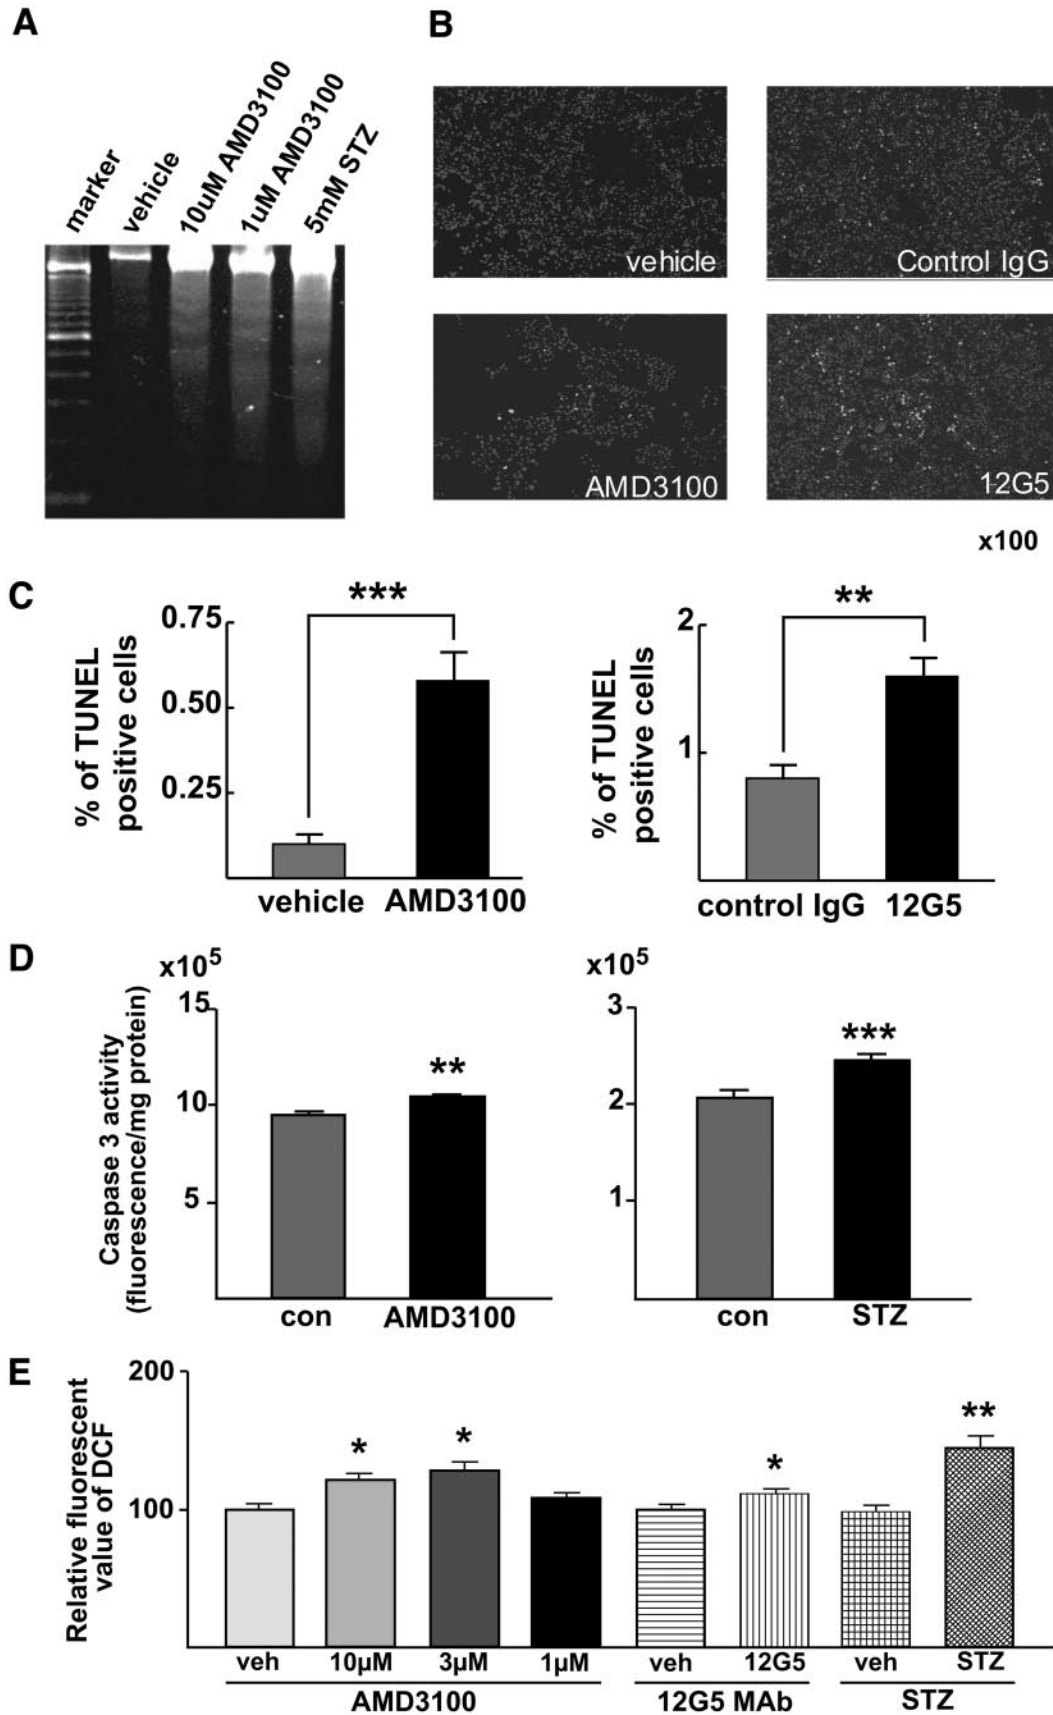 A
marker
vehicle
10uM AMD3100
1uM AMD3100
5mM STZ
B
vehicle
Control IgG
AMD3100
12G5
x100
C
% of TUNEL
positive cells
0.75
0.50
0.25
***
vehicle AMD3100
% of TUNEL
positive cells
2
1
**
control IgG 12G5
D
x10⁵
Caspase 3 activity
(fluorescence/mg protein)
15
10
5
**
con AMD3100
x10⁵
3
2
1
***
con STZ
E
Relative fluorescent
value of DCF
200
100
* * * **
veh 10µM 3µM 1µM veh 12G5 veh STZ
AMD3100 12G5 MAb STZ